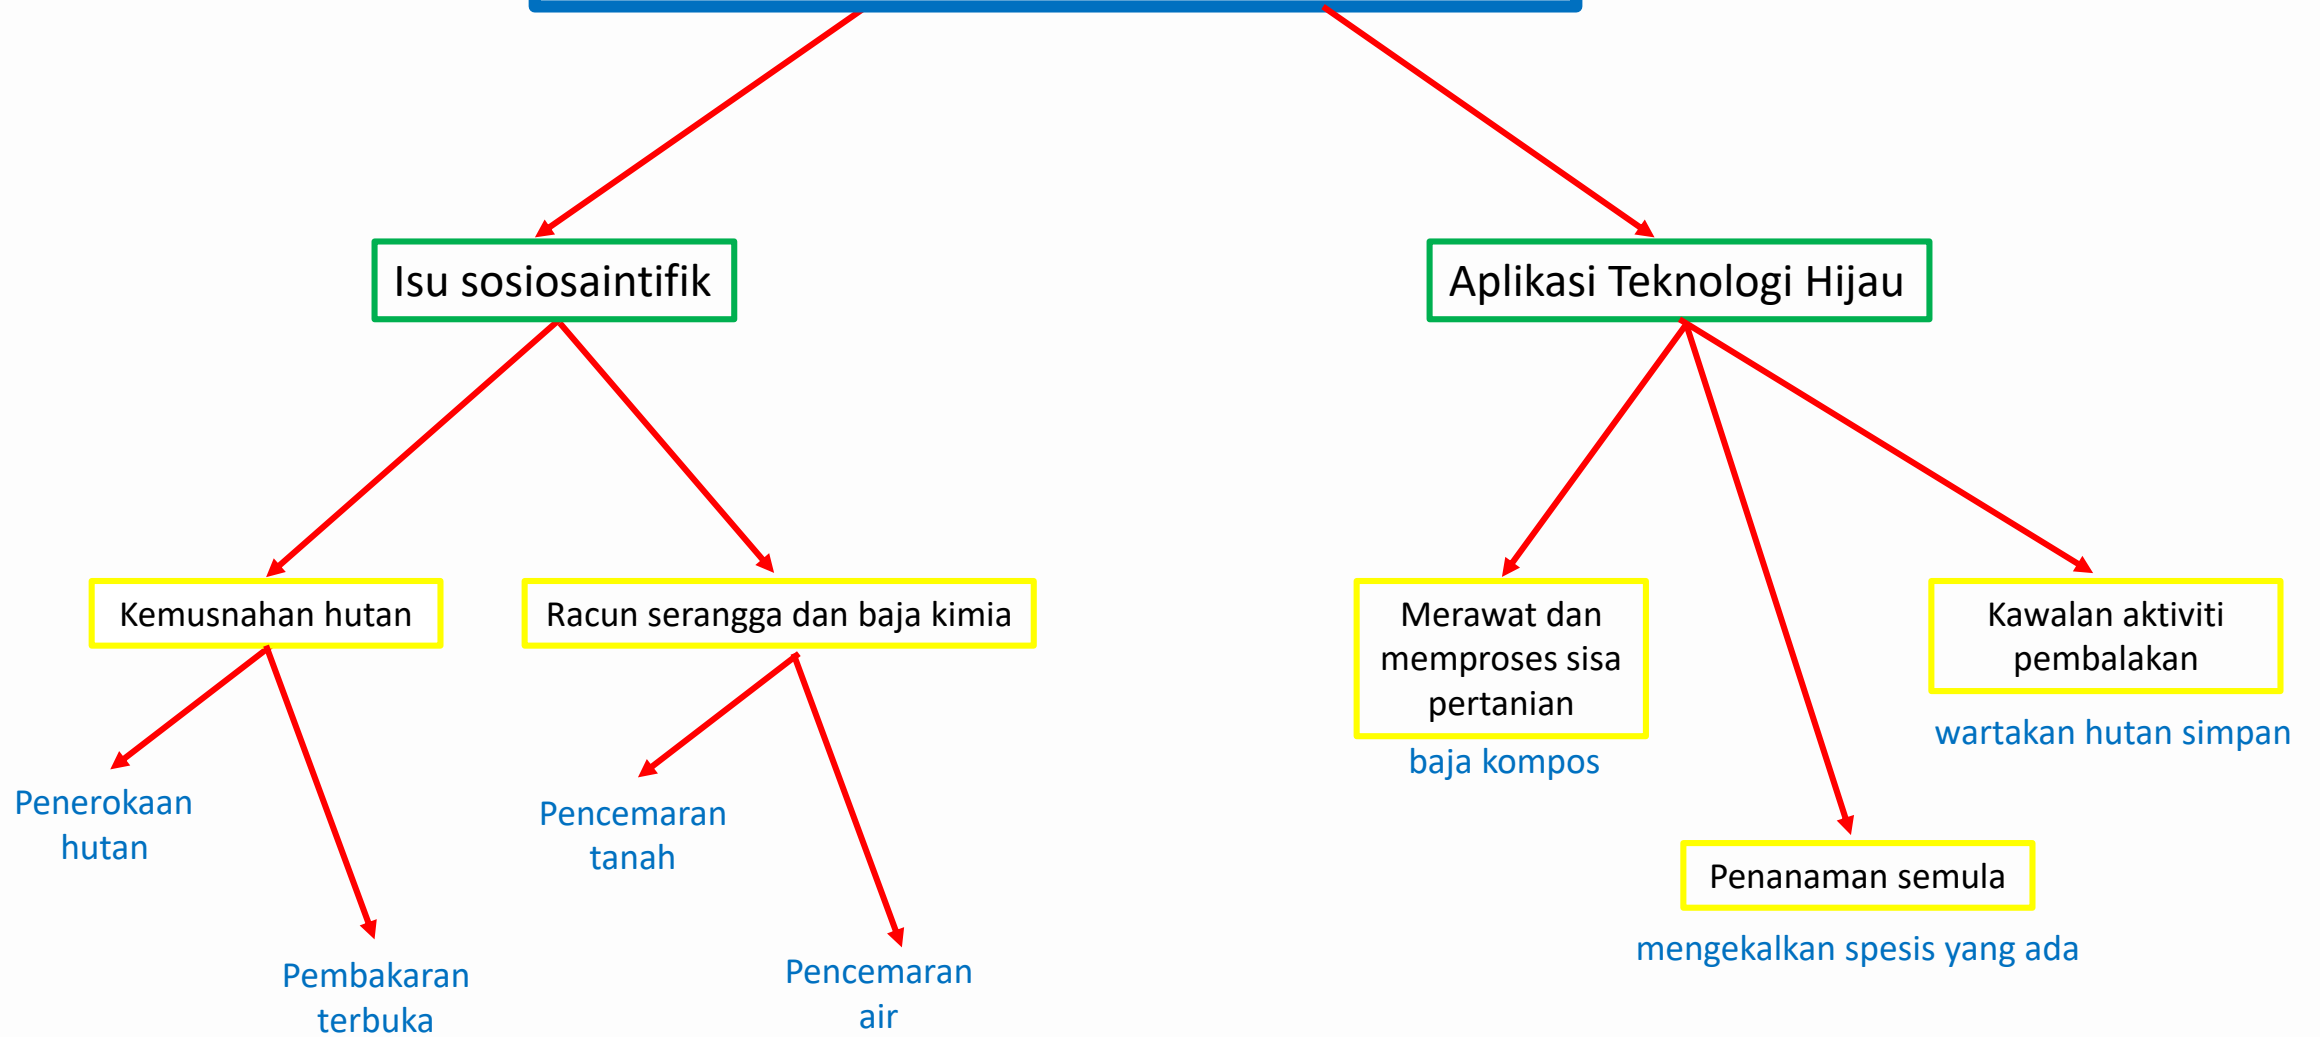 Isu sosiosaintifik
Aplikasi Teknologi Hijau
Kemusnahan hutan
Racun serangga dan baja kimia
Merawat dan
memproses sisa
pertanian
baja kompos
Kawalan aktiviti
pembalakan
wartakan hutan simpan
Penerokaan
hutan
Pencemaran
tanah
Penanaman semula
mengekalkan spesis yang ada
Pembakaran
terbuka
Pencemaran
air